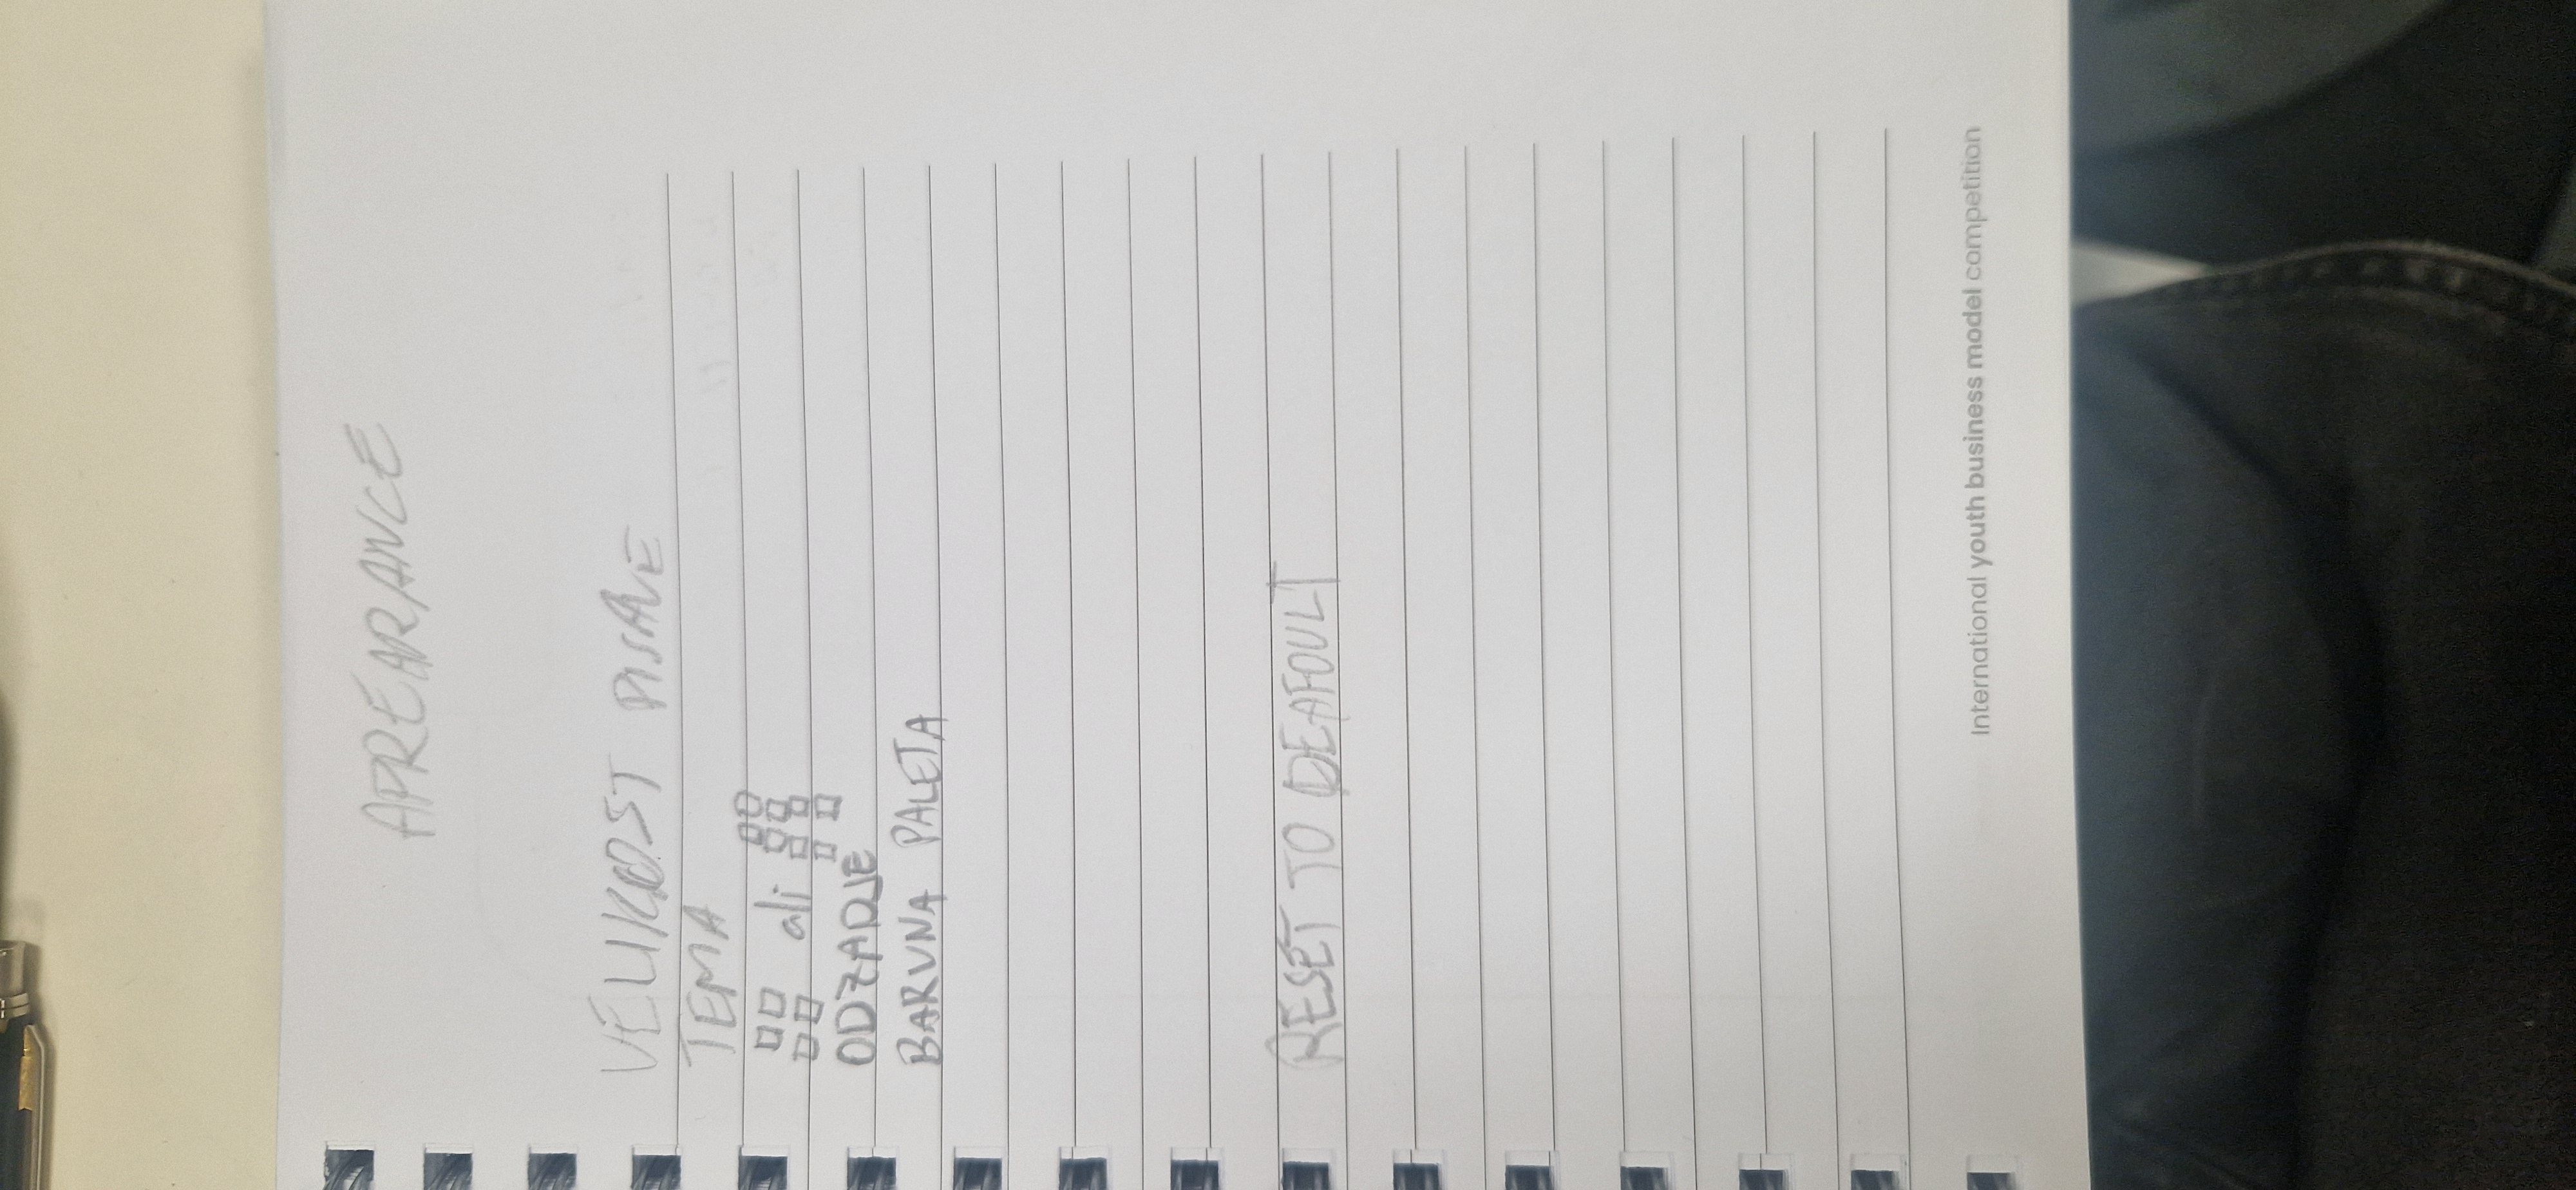 APREARANCE
VELIKOST PISAVE
TEMA
ali
ODZADJE
BARVNA PALETA
RESET TO DEAFOULT
International youth business model competition